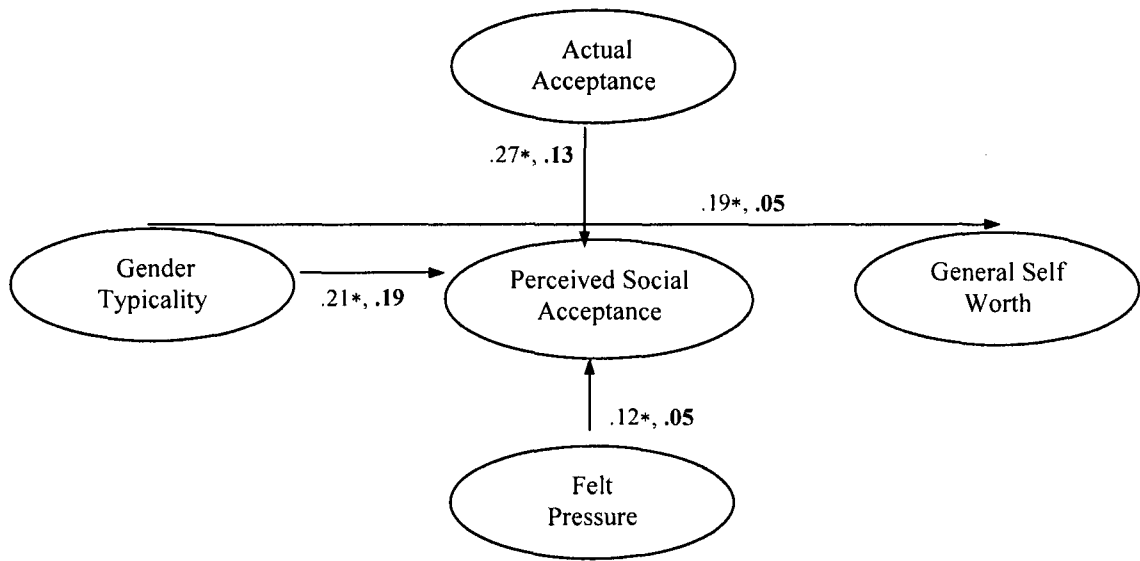 Actual
Acceptance
.27*, .13
.19*, .05
Gender
Typicality
.21*, .19
Perceived Social
Acceptance
General Self
Worth
.12*, .05
Felt
Pressure